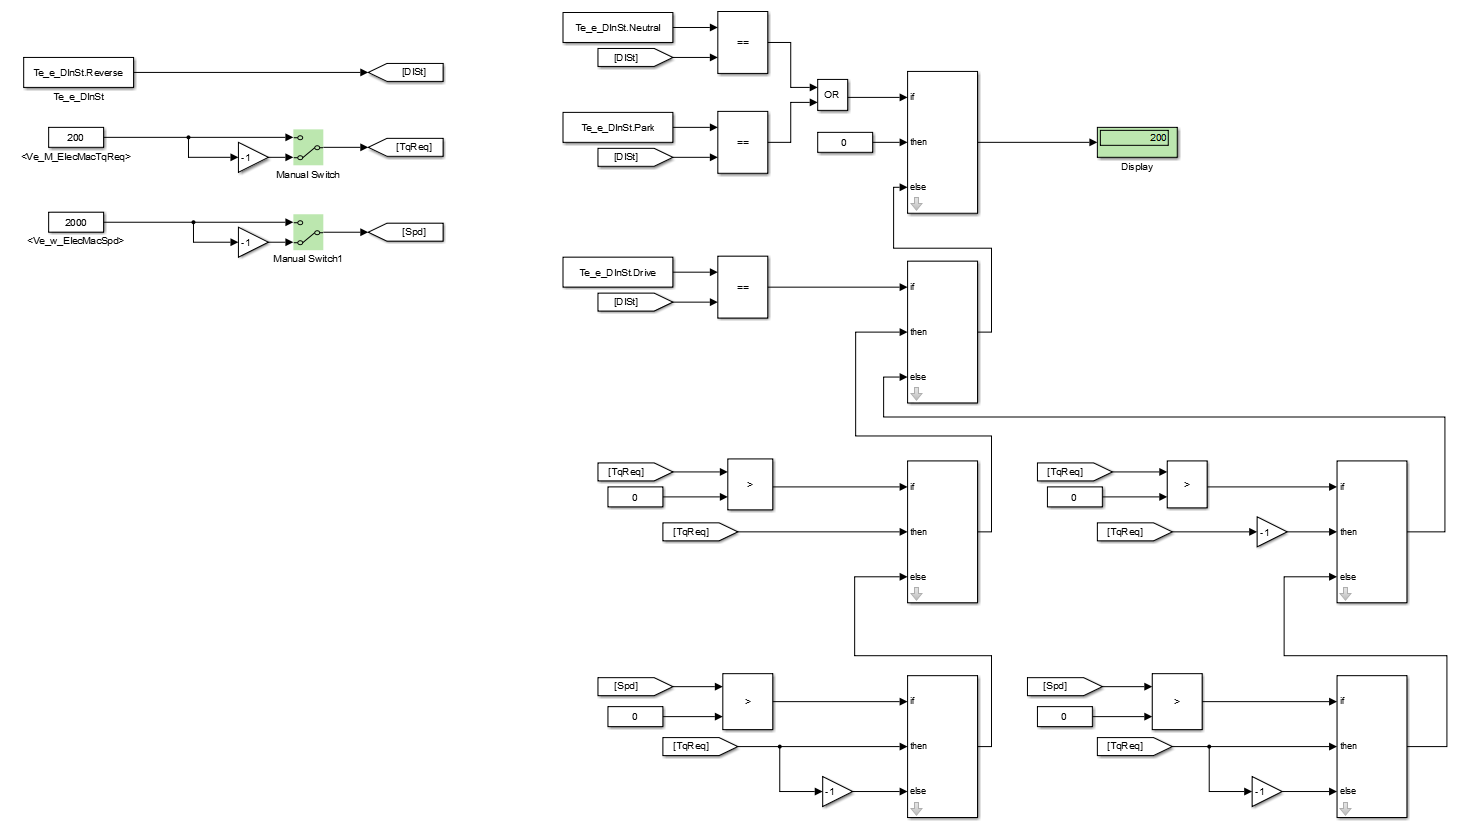 Te_e_DInSt.Reverse
[DISt]
Te_e_DInSt
200
-1
[TqReq]
<Ve_M_ElecMacTqReq>
Manual Switch
2000
-1
[Spd]
<Ve_w_ElecMacSpd>
Manual Switch1
Te_e_DInSt.Neutral
[DISt]
==
OR
Te_e_DInSt.Park
[DISt]
==
0
if
then
else
200
Display
Te_e_DInSt.Drive
[DISt]
==
if
then
else
[TqReq]
0
>
[TqReq]
if
then
else
[TqReq]
0
>
[TqReq]
-1
if
then
else
[Spd]
0
>
[TqReq]
-1
if
then
else
[Spd]
0
>
[TqReq]
-1
if
then
else